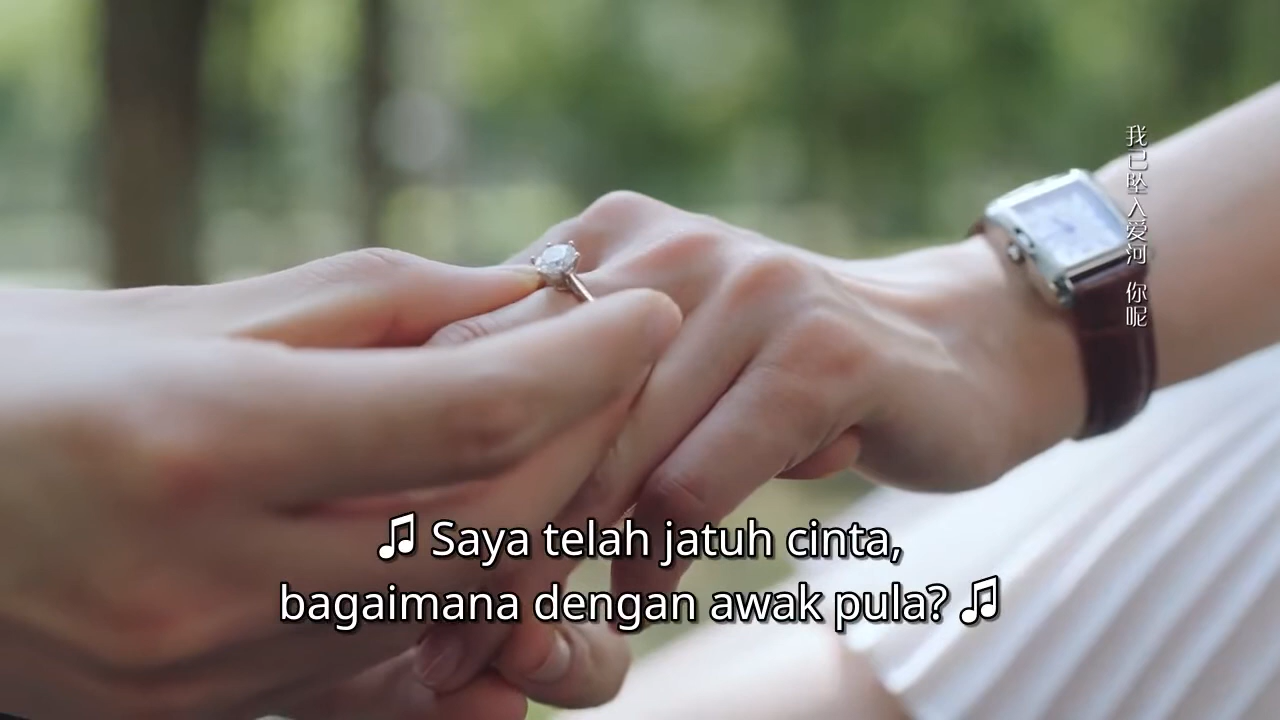 我已坠入爱河 你呢
♫ Saya telah jatuh cinta,
bagaimana dengan awak pula? ♫